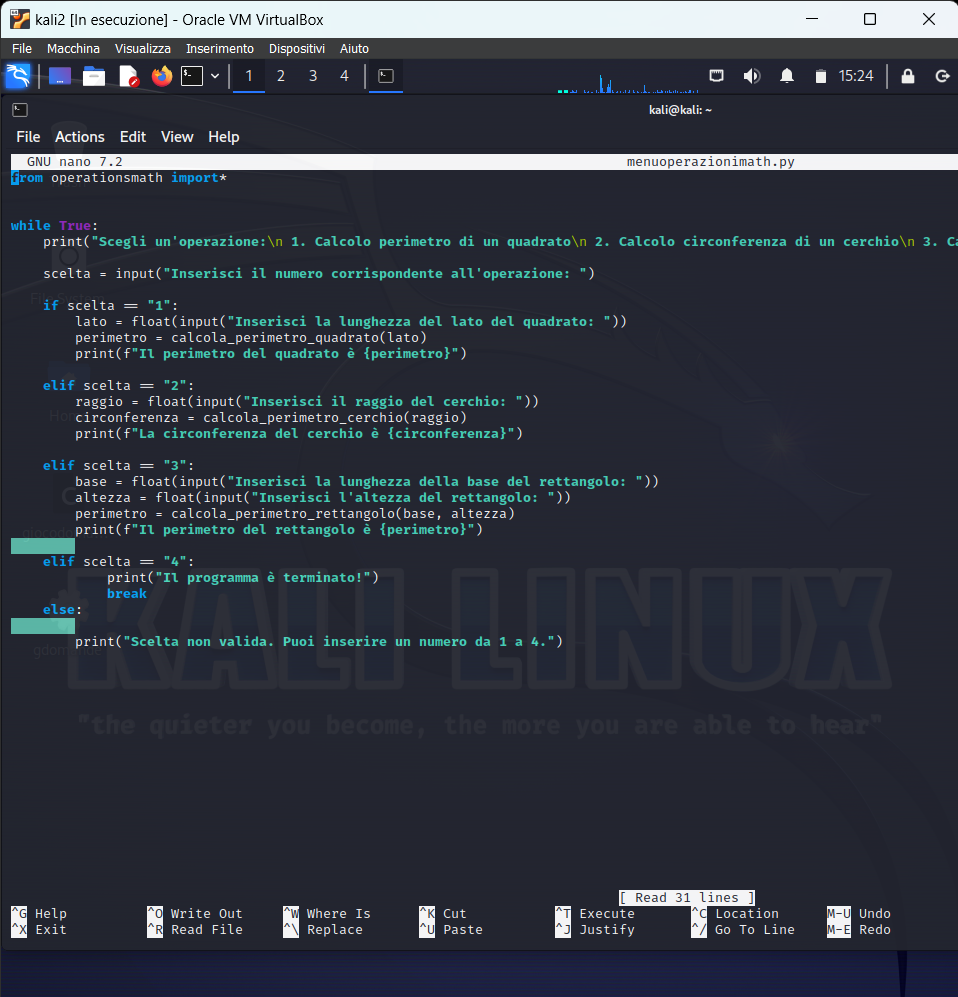 kali2 [In esecuzione] - Oracle VM VirtualBox
File Macchina Visualizza Inserimento Dispositivi Aiuto
1 2 3 4 15:24
kali@kali: ~
File Actions Edit View Help
GNU nano 7.2 menuoperazionimath.py
from operationsmath import*
while True:
print("Scegli un'operazione:\n 1. Calcolo perimetro di un quadrato\n 2. Calcolo circonferenza di un cerchio\n 3. Ca
scelta = input("Inserisci il numero corrispondente all'operazione: ")
if scelta == "1":
lato = float(input("Inserisci la lunghezza del lato del quadrato: "))
perimetro = calcola_perimetro_quadrato(lato)
print(f"Il perimetro del quadrato è {perimetro}")
elif scelta == "2":
raggio = float(input("Inserisci il raggio del cerchio: "))
circonferenza = calcola_perimetro_cerchio(raggio)
print(f"La circonferenza del cerchio è {circonferenza}")
elif scelta == "3":
base = float(input("Inserisci la lunghezza della base del rettangolo: "))
altezza = float(input("Inserisci l'altezza del rettangolo: "))
perimetro = calcola_perimetro_rettangolo(base, altezza)
print(f"Il perimetro del rettangolo è {perimetro}")
elif scelta == "4":
print("Il programma è terminato!")
break
else:
print("Scelta non valida. Puoi inserire un numero da 1 a 4.")
KALI LINUX
"the quieter you become, the more you are able to hear"
[ Read 31 lines ]
^G Help ^O Write Out ^W Where Is ^K Cut ^T Execute ^C Location M-U Undo
^X Exit ^R Read File ^\ Replace ^U Paste ^J Justify ^/ Go To Line M-E Redo